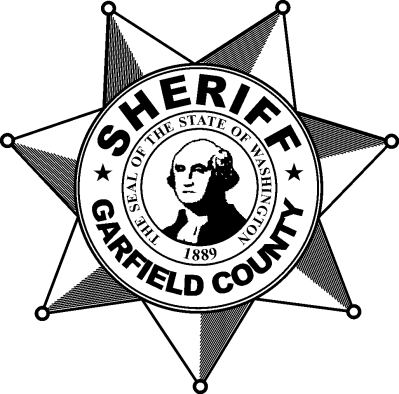 SHERIFF
THE SEAL OF THE STATE OF WASHINGTON
1889
GARFIELD COUNTY